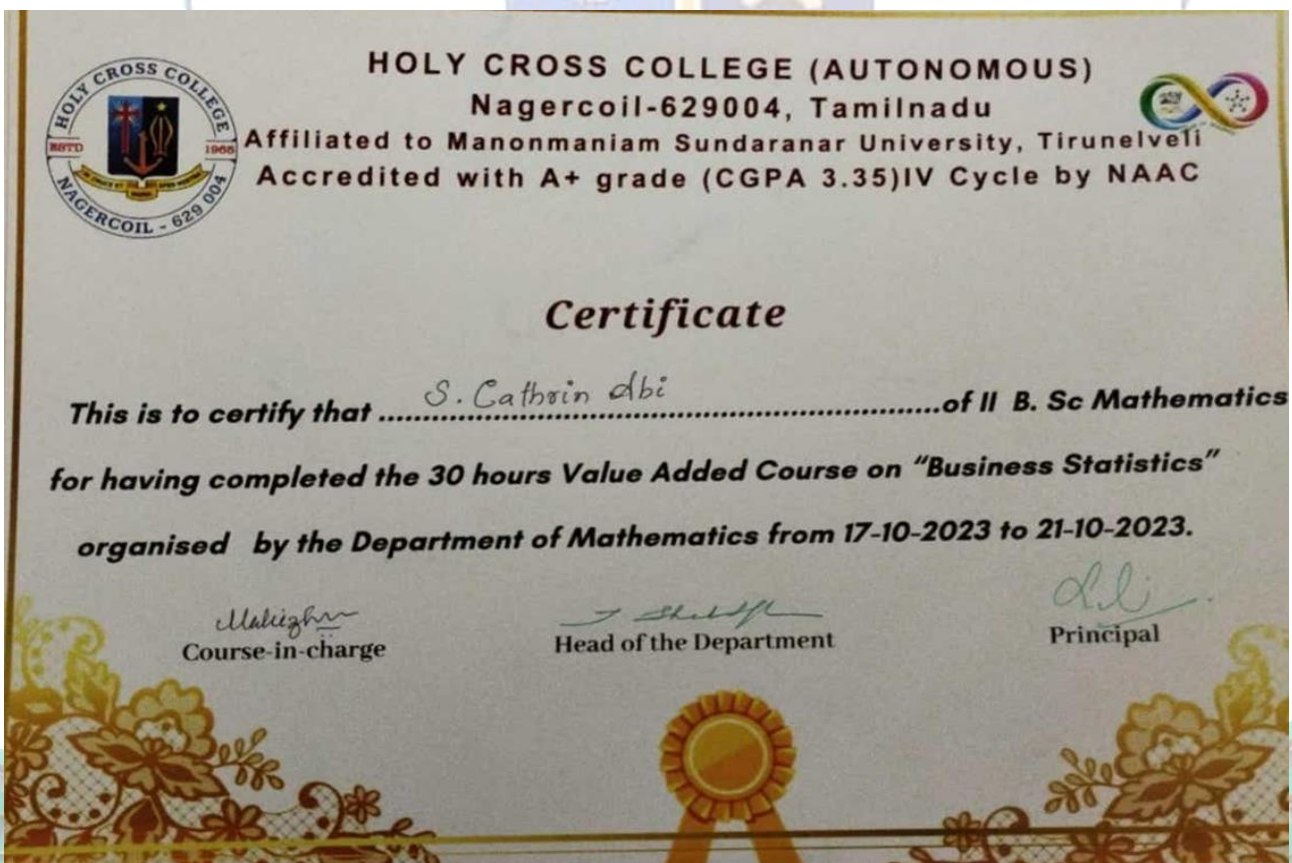 HOLY CROSS COLLEGE (AUTONOMOUS)
Nagercoil-629004, Tamilnadu
Affiliated to Manonmaniam Sundaranar University, Tirunelveli
Accredited with A+ grade (CGPA 3.35)IV Cycle by NAAC
HOLY CROSS COLLEGE
ESTD 1965
NAGERCOIL - 629 004
Certificate
This is to certify that ..... S. Cathrin Abi ..... of II B. Sc Mathematics
for having completed the 30 hours Value Added Course on "Business Statistics"
organised by the Department of Mathematics from 17-10-2023 to 21-10-2023.
Course-in-charge
Head of the Department
Principal